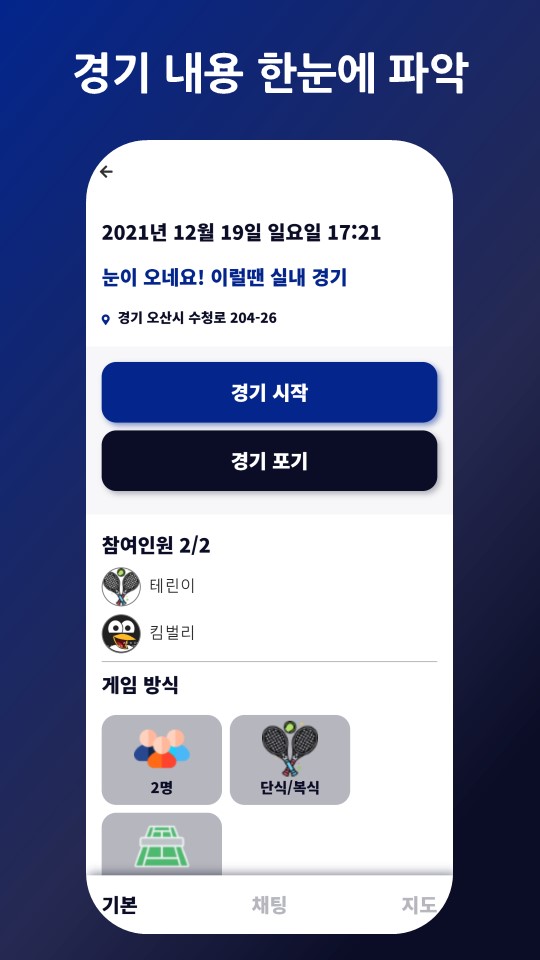 경기 내용 한눈에 파악
2021년 12월 19일 일요일 17:21
눈이 오네요! 이럴땐 실내 경기
경기 오산시 수청로 204-26
경기 시작
경기 포기
참여인원 2/2
테린이
킴벌리
게임 방식
2명
단식/복식
기본
채팅
지도